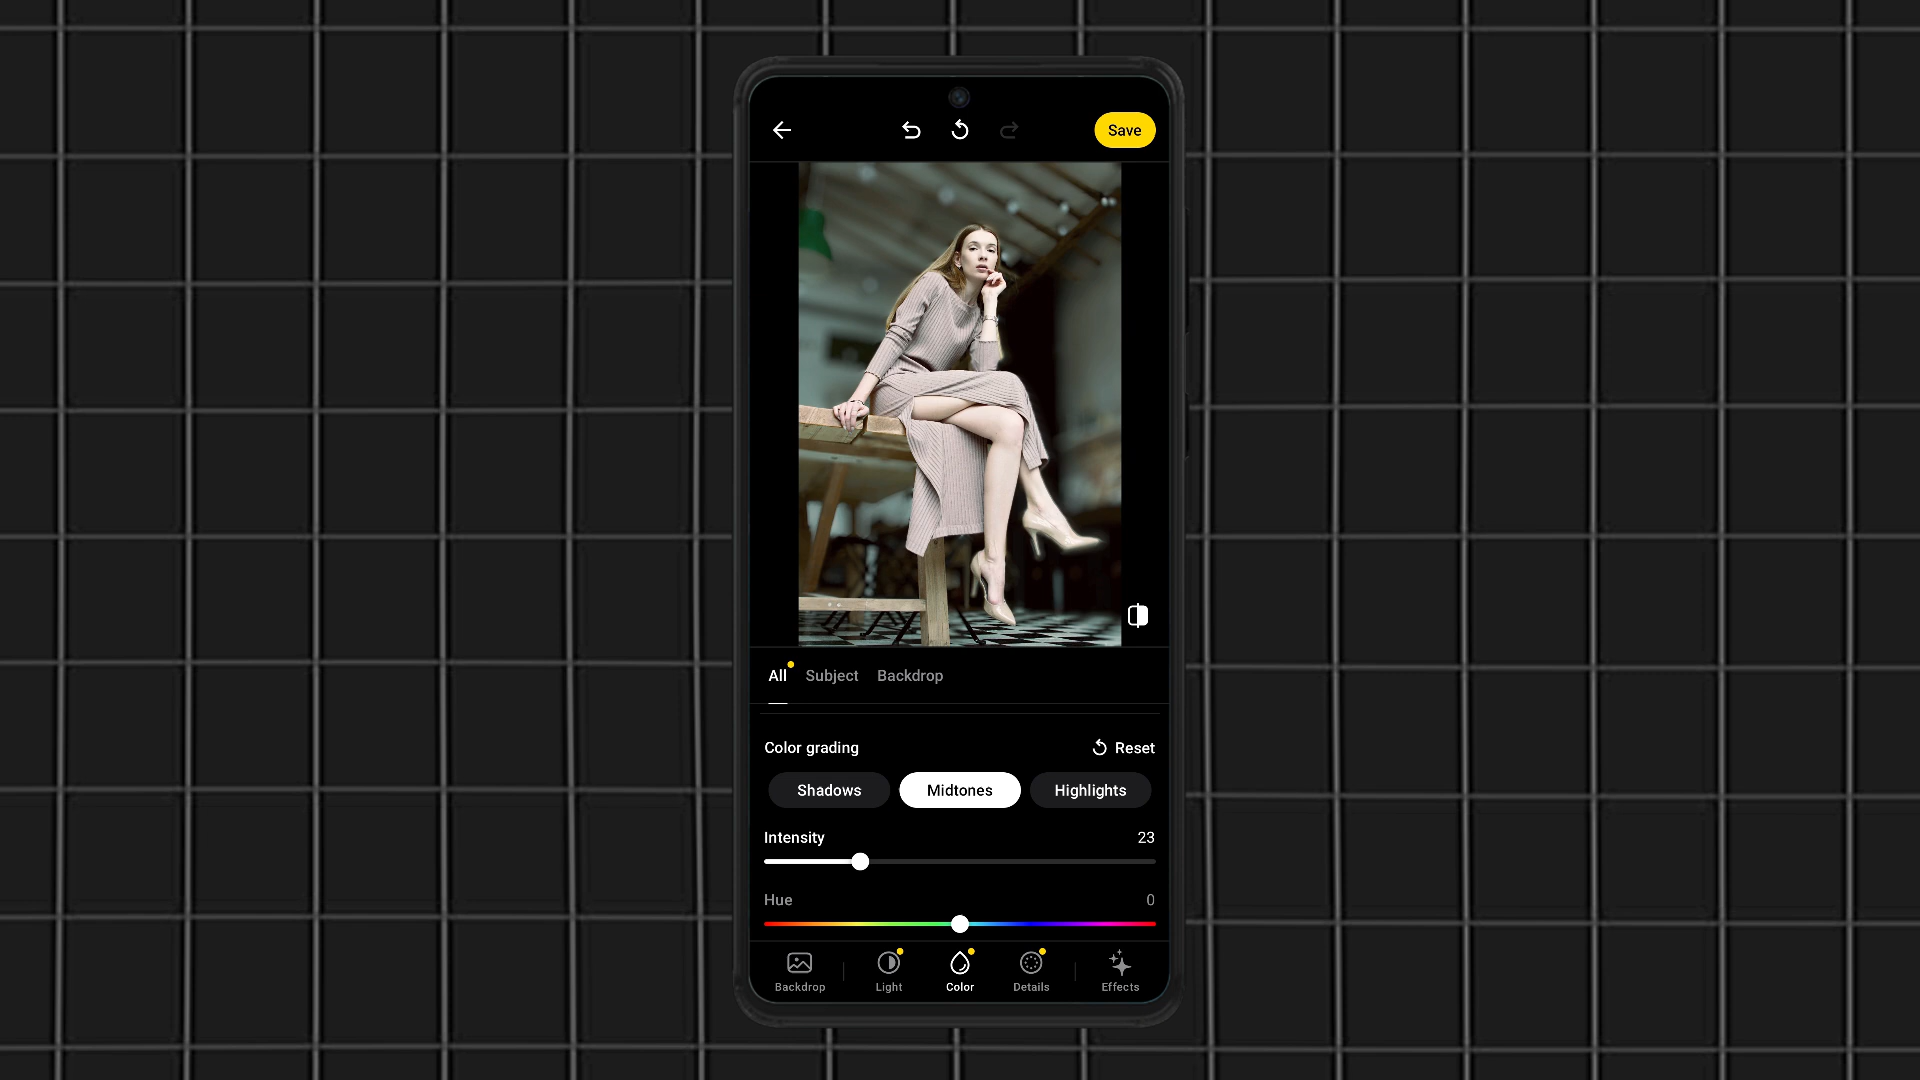 Save
All Subject Backdrop
Color grading Reset
Shadows Midtones Highlights
Intensity 23
Hue 0
Backdrop Light Color Details Effects